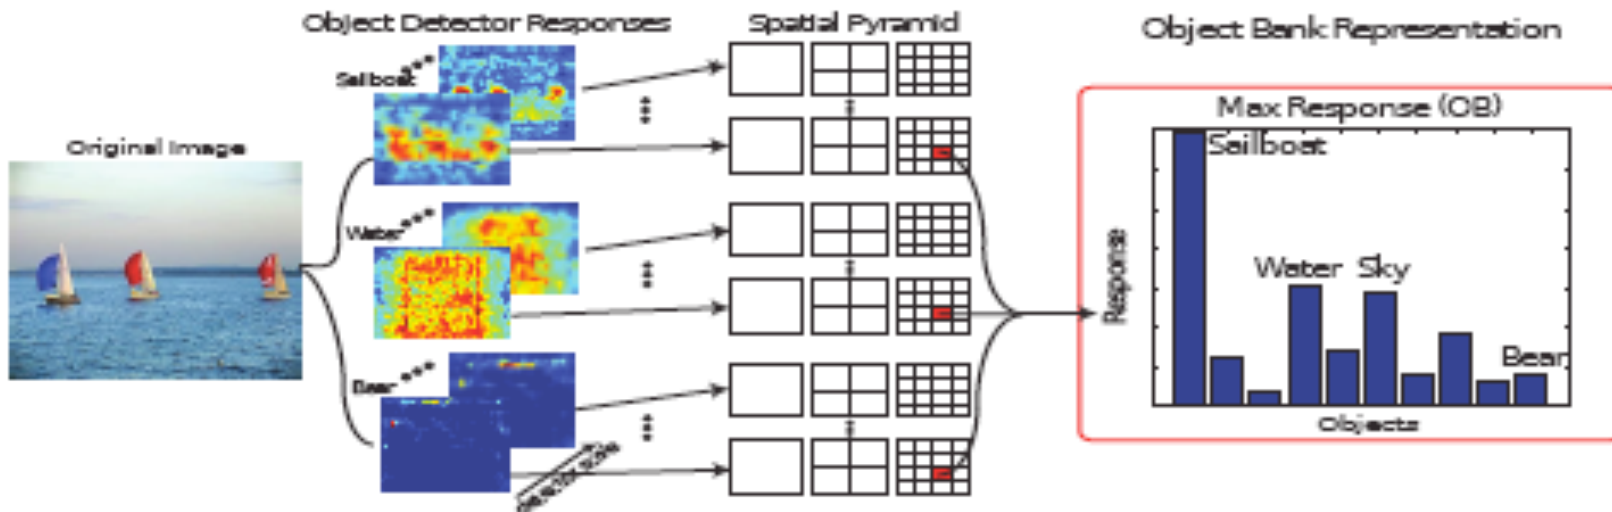 Object Detector Responses
Spatial Pyramid
Object Bank Representation
Sailboat
Original Image
Water
Bear
Max Response (OB)
Sailboat
Water Sky
Bear
Response
Objects